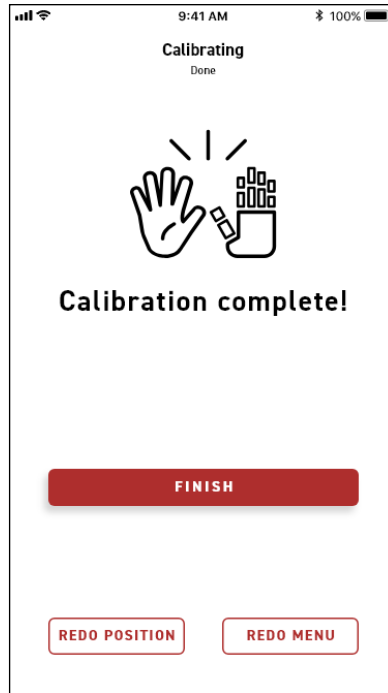 9:41 AM 100%
Calibrating
Done
Calibration complete!
FINISH
REDO POSITION REDO MENU